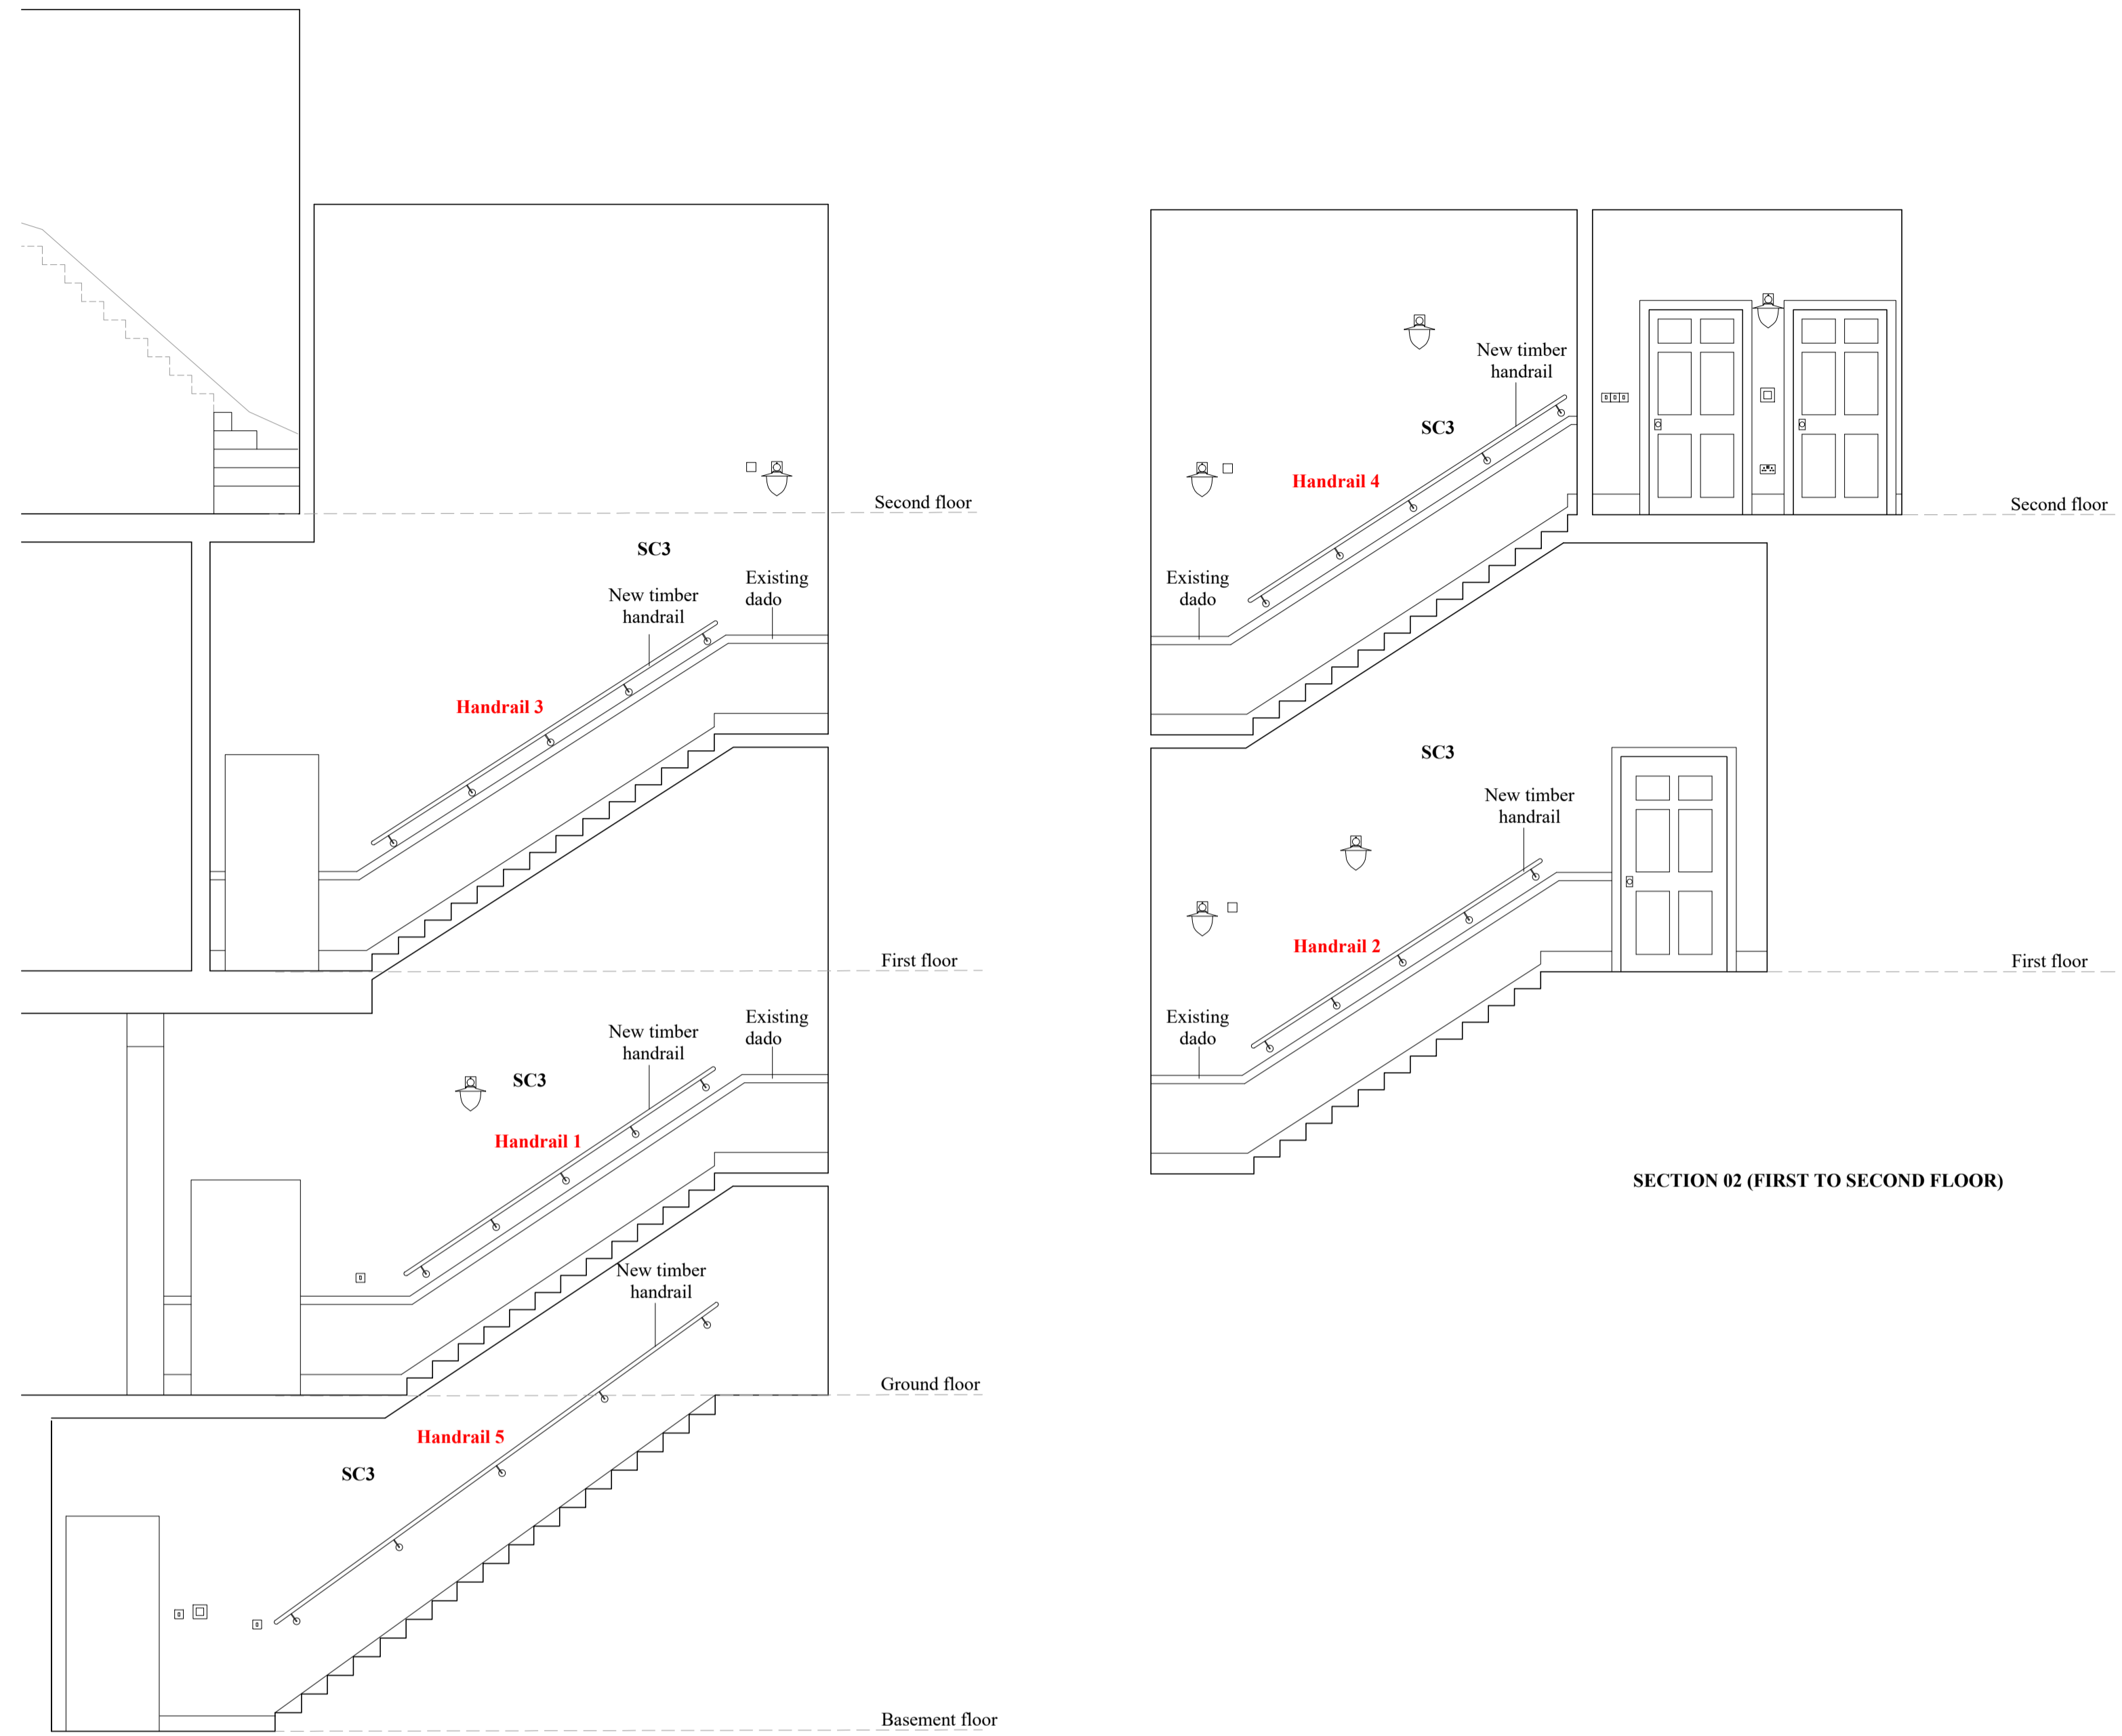 Second floor
SC3
New timber
handrail
Existing
dado
Handrail 3
First floor
New timber
handrail
Existing
dado
SC3
Handrail 1
New timber
handrail
Ground floor
Handrail 5
SC3
Basement floor
New timber
handrail
SC3
Handrail 4
Second floor
Existing
dado
SC3
New timber
handrail
Handrail 2
First floor
Existing
dado
SECTION 02 (FIRST TO SECOND FLOOR)